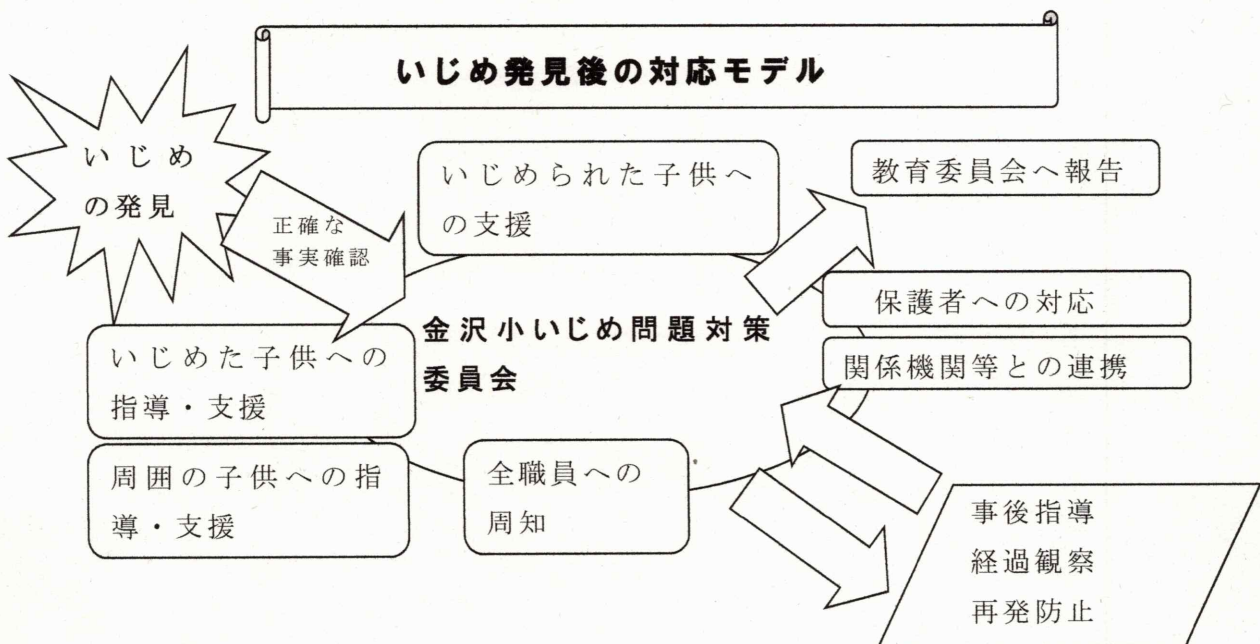 いじめ発見後の対応モデル
いじめ
の発見
正確な
事実確認
いじめられた子供へ
の支援
教育委員会へ報告
保護者への対応
関係機関等との連携
金沢小いじめ問題対策
委員会
いじめた子供への
指導・支援
周囲の子供への指
導・支援
全職員への
周知
事後指導
経過観察
再発防止